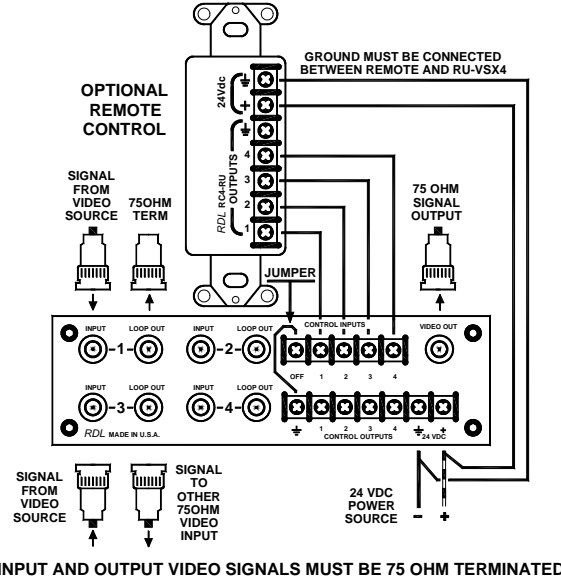 GROUND MUST BE CONNECTED
BETWEEN REMOTE AND RU-VSX4
OPTIONAL
REMOTE
CONTROL
24Vdc
+
OUTPUTS
4
3
2
1
RDL RC4-RU
SIGNAL
FROM
VIDEO
SOURCE
75OHM
TERM
75 OHM
SIGNAL
OUTPUT
JUMPER
INPUT LOOP OUT INPUT LOOP OUT CONTROL INPUTS VIDEO OUT
-1- -2-
OFF 1 2 3 4
INPUT LOOP OUT INPUT LOOP OUT
-3- -4-
RDL MADE IN U.S.A.
1 2 3 4 +
CONTROL OUTPUTS 24 VDC
SIGNAL
FROM
VIDEO
SOURCE
SIGNAL
TO
OTHER
75OHM
VIDEO
INPUT
24 VDC
POWER
SOURCE
- +
INPUT AND OUTPUT VIDEO SIGNALS MUST BE 75 OHM TERMINATED